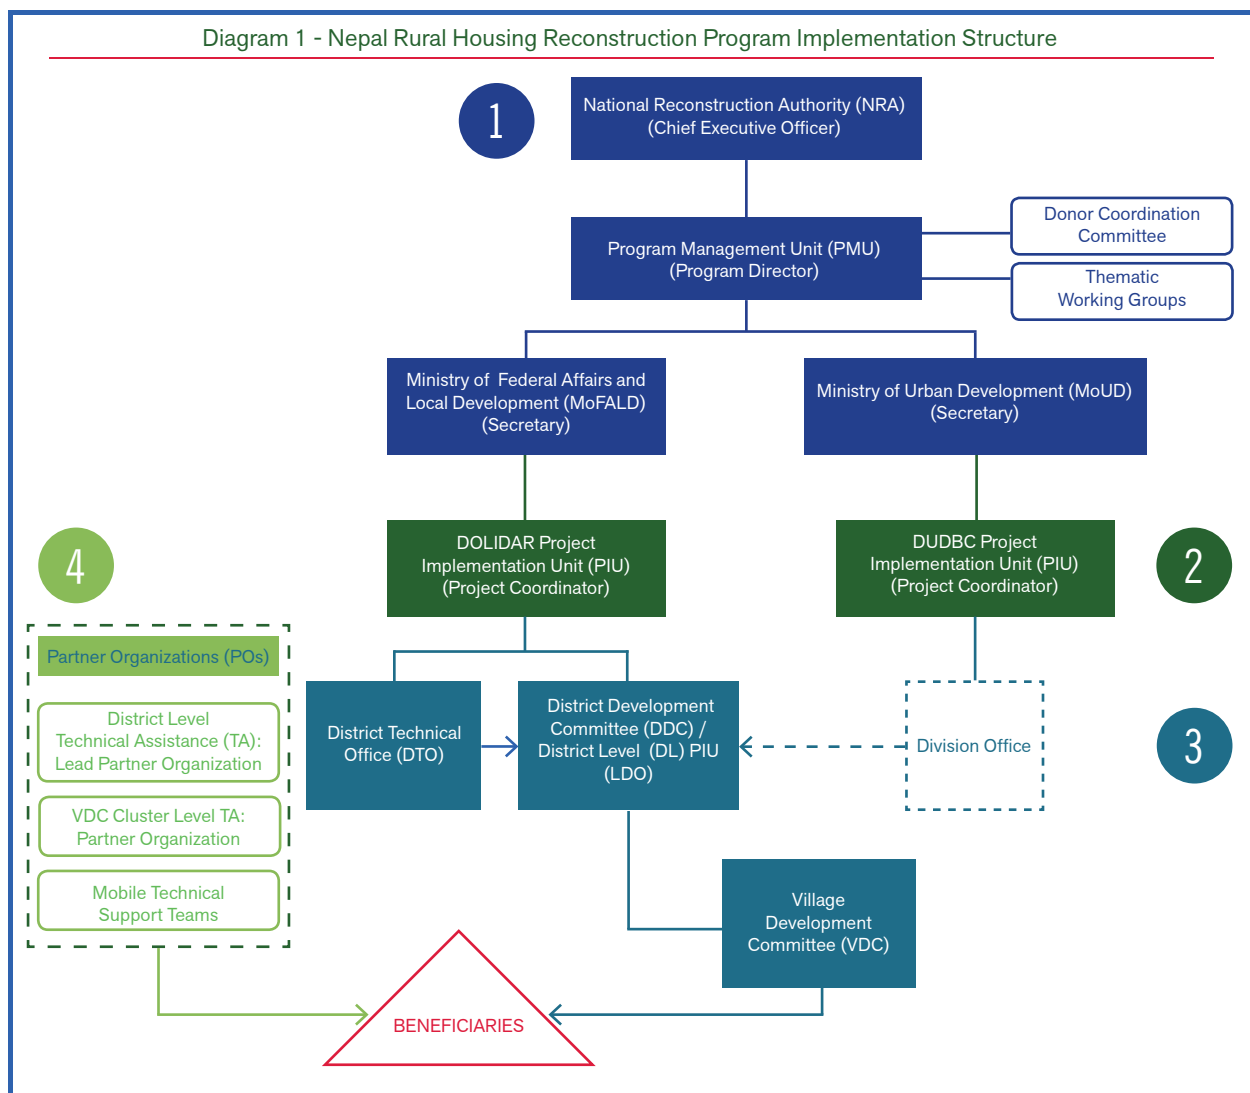 Diagram 1 - Nepal Rural Housing Reconstruction Program Implementation Structure
1
National Reconstruction Authority (NRA)
(Chief Executive Officer)
Program Management Unit (PMU)
(Program Director)
Donor Coordination
Committee
Thematic
Working Groups
Ministry of Federal Affairs and
Local Development (MoFALD)
(Secretary)
Ministry of Urban Development (MoUD)
(Secretary)
4
DOLIDAR Project
Implementation Unit (PIU)
(Project Coordinator)
DUDBC Project
Implementation Unit (PIU)
(Project Coordinator)
2
Partner Organizations (POs)
District Level
Technical Assistance (TA):
Lead Partner Organization
VDC Cluster Level TA:
Partner Organization
Mobile Technical
Support Teams
District Technical
Office (DTO)
District Development
Committee (DDC) /
District Level (DL) PIU
(LDO)
Division Office
3
Village
Development
Committee (VDC)
BENEFICIARIES